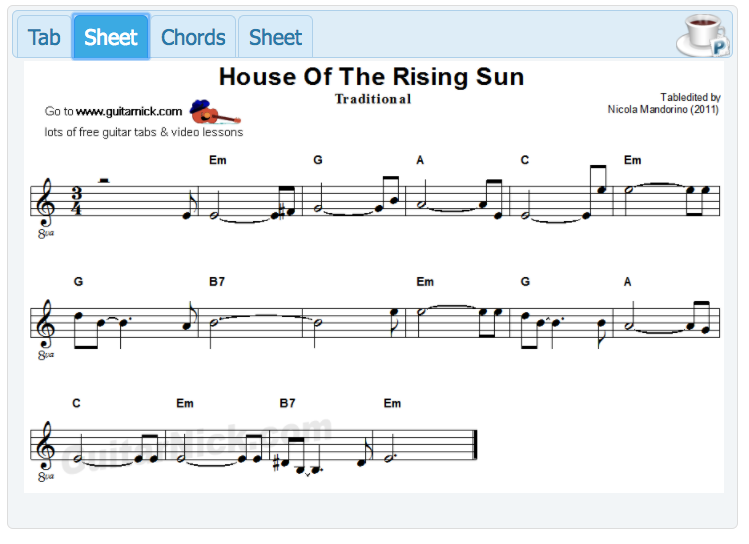 Tab Sheet Chords Sheet
P
House Of The Rising Sun
Traditional
Tabledited by
Nicola Mandorino (2011)
Go to www.guitarnick.com
lots of free guitar tabs & video lessons
Em G A C Em
3
4
8va
G B7 Em G A
8va
C Em B7 Em
GuitarNick.com
8va